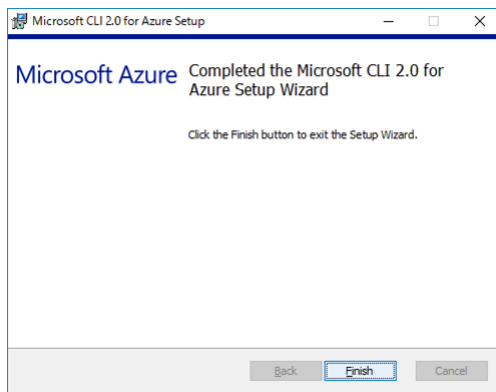 Microsoft CLI 2.0 for Azure Setup
Microsoft Azure
Completed the Microsoft CLI 2.0 for
Azure Setup Wizard
Click the Finish button to exit the Setup Wizard.
Back
Finish
Cancel